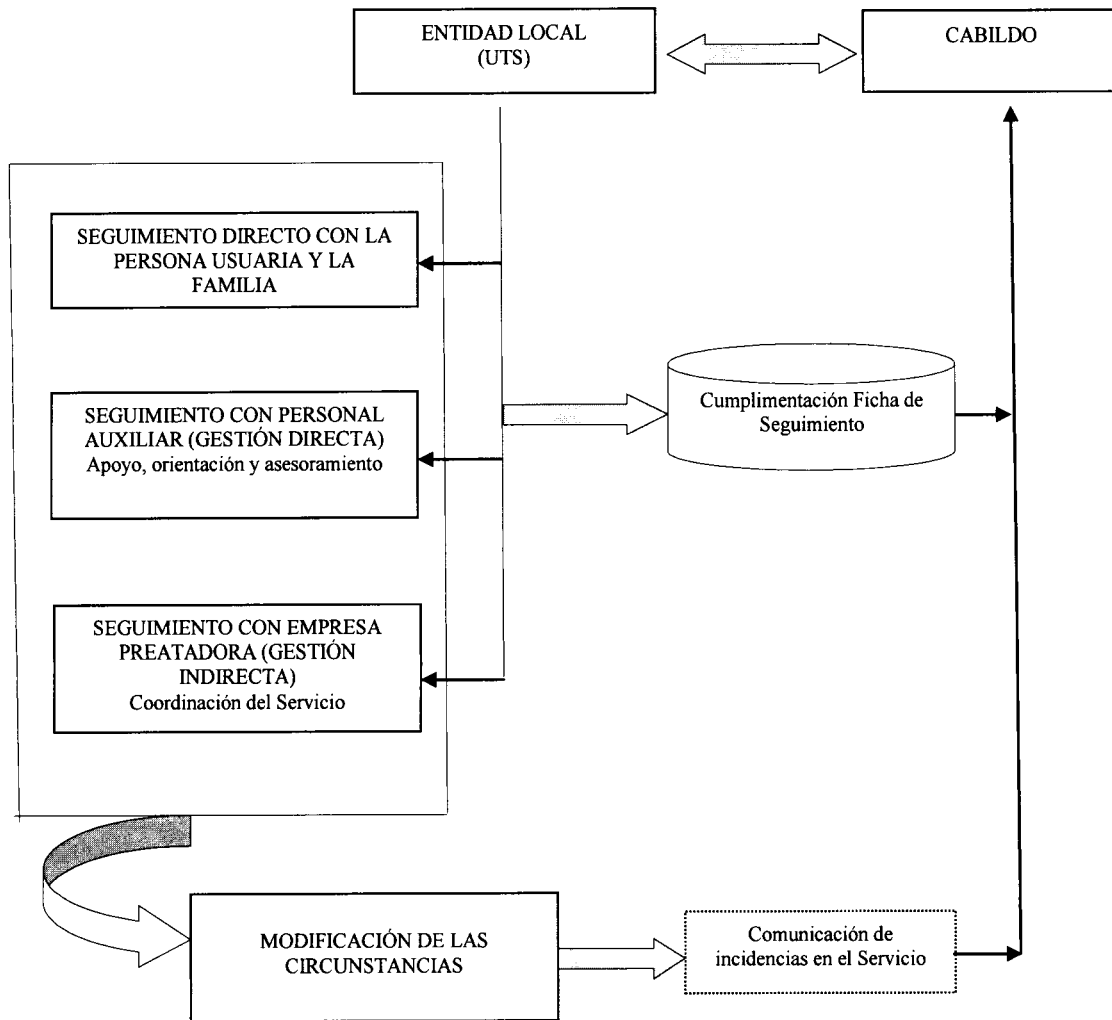 ENTIDAD LOCAL
(UTS)
CABILDO
SEGUIMIENTO DIRECTO CON LA
PERSONA USUARIA Y LA
FAMILIA
SEGUIMIENTO CON PERSONAL
AUXILIAR (GESTIÓN DIRECTA)
Apoyo, orientación y asesoramiento
Cumplimentación Ficha de
Seguimiento
SEGUIMIENTO CON EMPRESA
PREATADORA (GESTIÓN
INDIRECTA)
Coordinación del Servicio
MODIFICACIÓN DE LAS
CIRCUNSTANCIAS
Comunicación de
incidencias en el Servicio